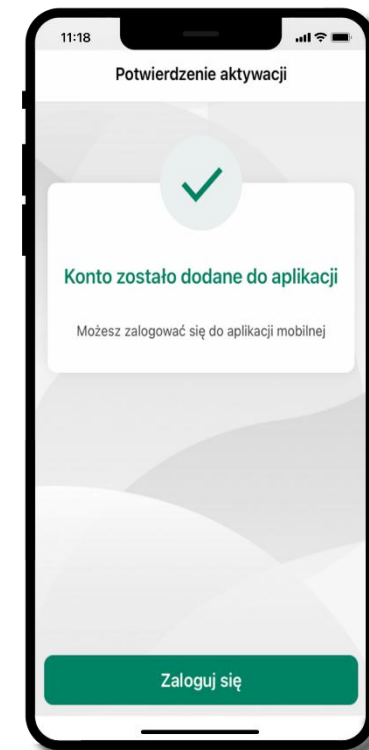 11:18
Potwierdzenie aktywacji
Konto zostało dodane do aplikacji
Możesz zalogować się do aplikacji mobilnej
Zaloguj się